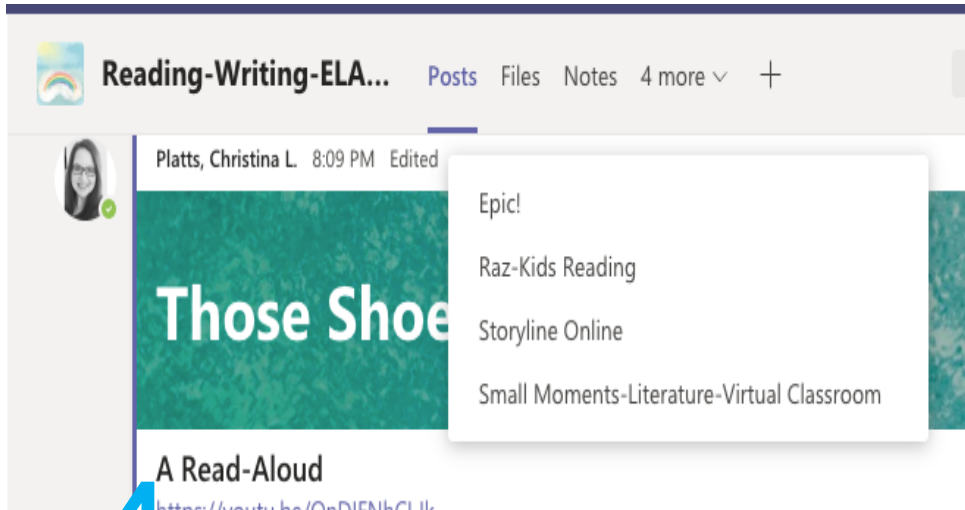 Reading-Writing-ELA... Posts Files Notes 4 more +
Platts, Christina L. 8:09 PM Edited
Epic!
Raz-Kids Reading
Those Shoe
Storyline Online
Small Moments-Literature-Virtual Classroom
A Read-Aloud
4